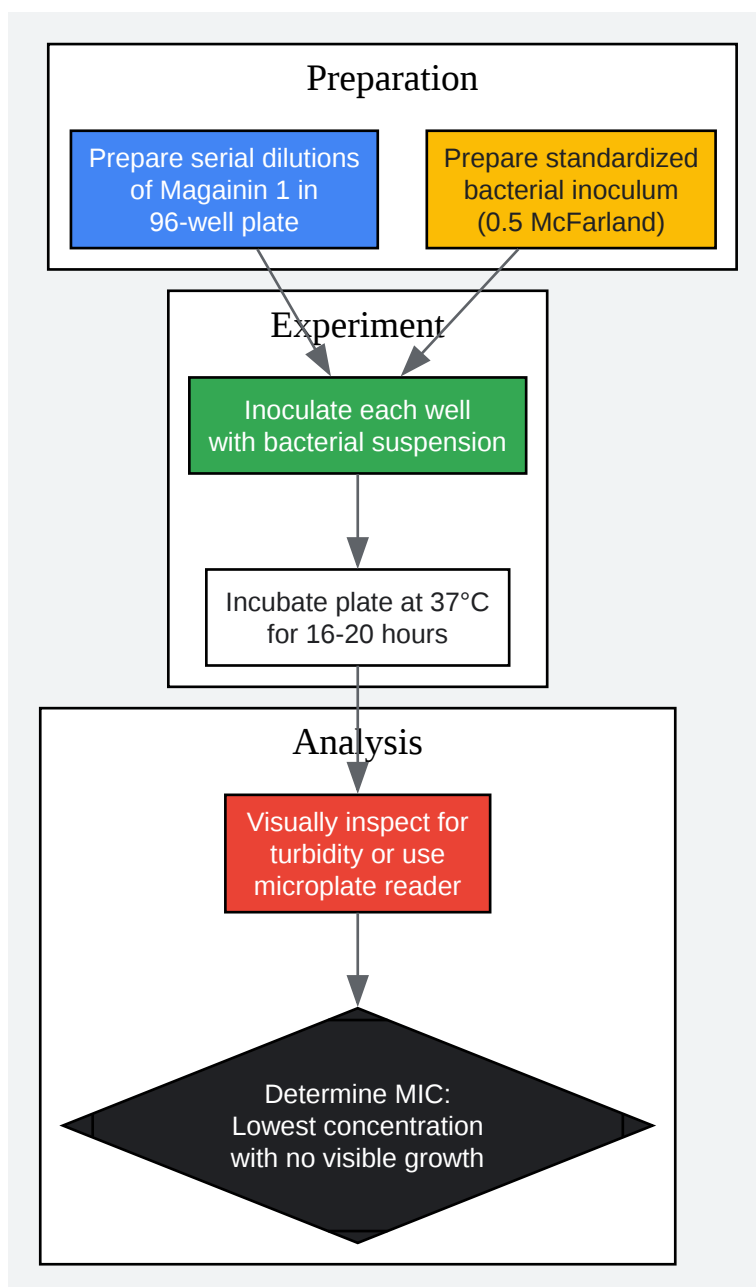 Preparation
Prepare serial dilutions
of Magainin 1 in
96-well plate
Prepare standardized
bacterial inoculum
(0.5 McFarland)
Experiment
Inoculate each well
with bacterial suspension
Incubate plate at 37°C
for 16-20 hours
Analysis
Visually inspect for
turbidity or use
microplate reader
Determine MIC:
Lowest concentration
with no visible growth